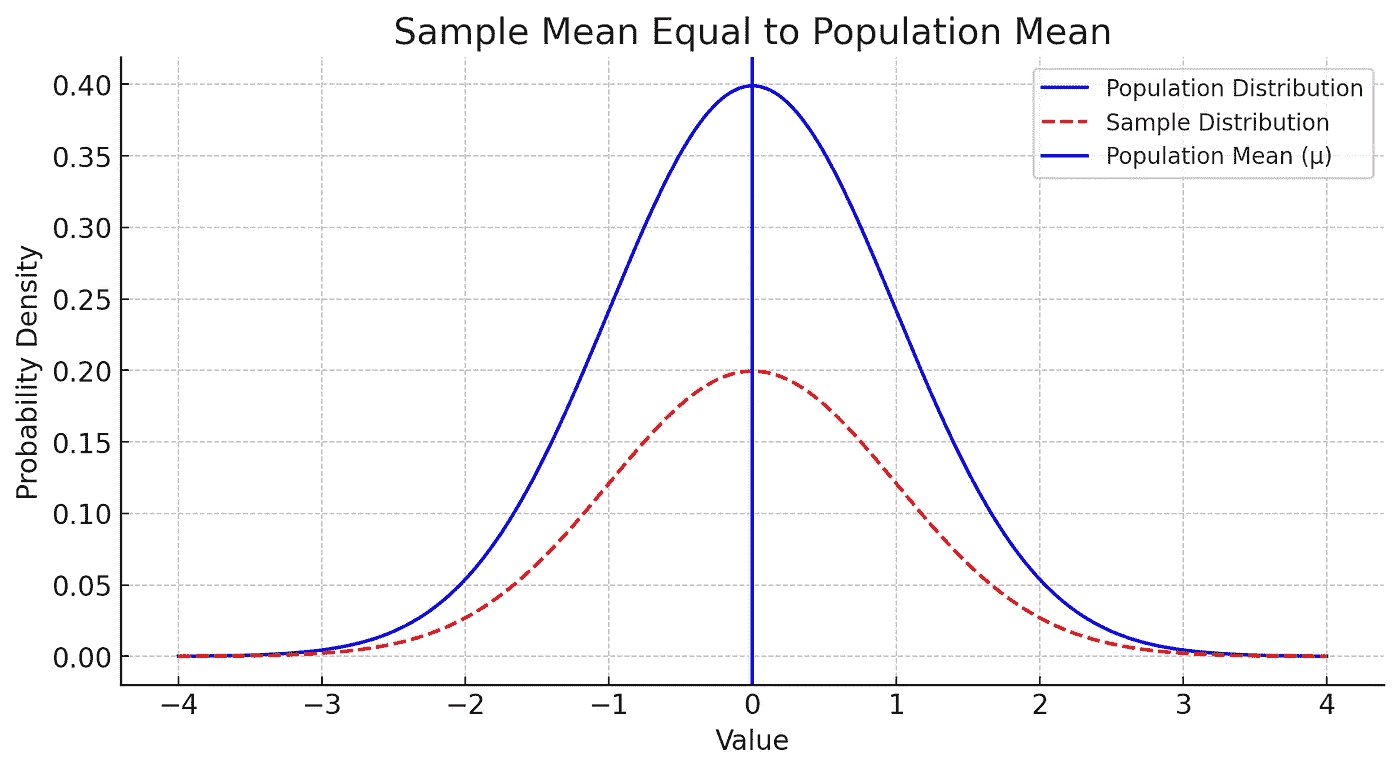 Sample Mean Equal to Population Mean
Population Distribution
Sample Distribution
Population Mean (μ)
Probability Density
0.40
0.35
0.30
0.25
0.20
0.15
0.10
0.05
0.00
−4 −3 −2 −1 0 1 2 3 4
Value